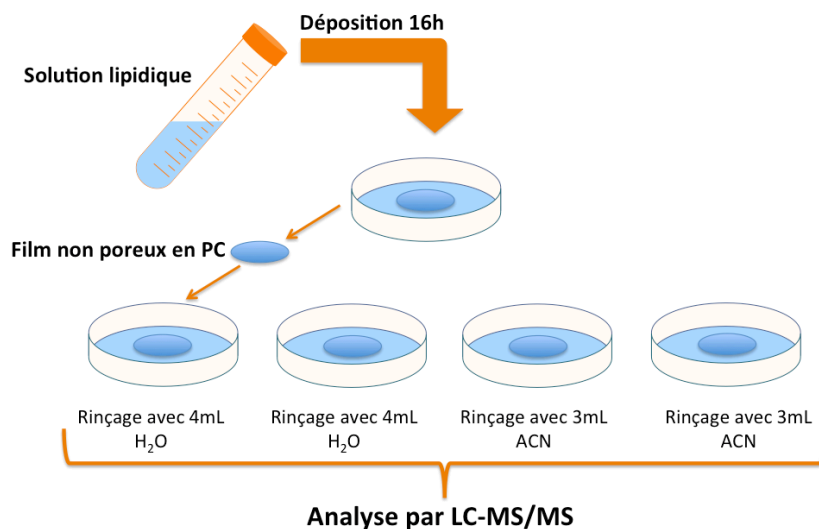 Déposition 16h
Solution lipidique
Film non poreux en PC
Rinçage avec 4mL
H₂O
Rinçage avec 4mL
H₂O
Rinçage avec 3mL
ACN
Rinçage avec 3mL
ACN
Analyse par LC-MS/MS